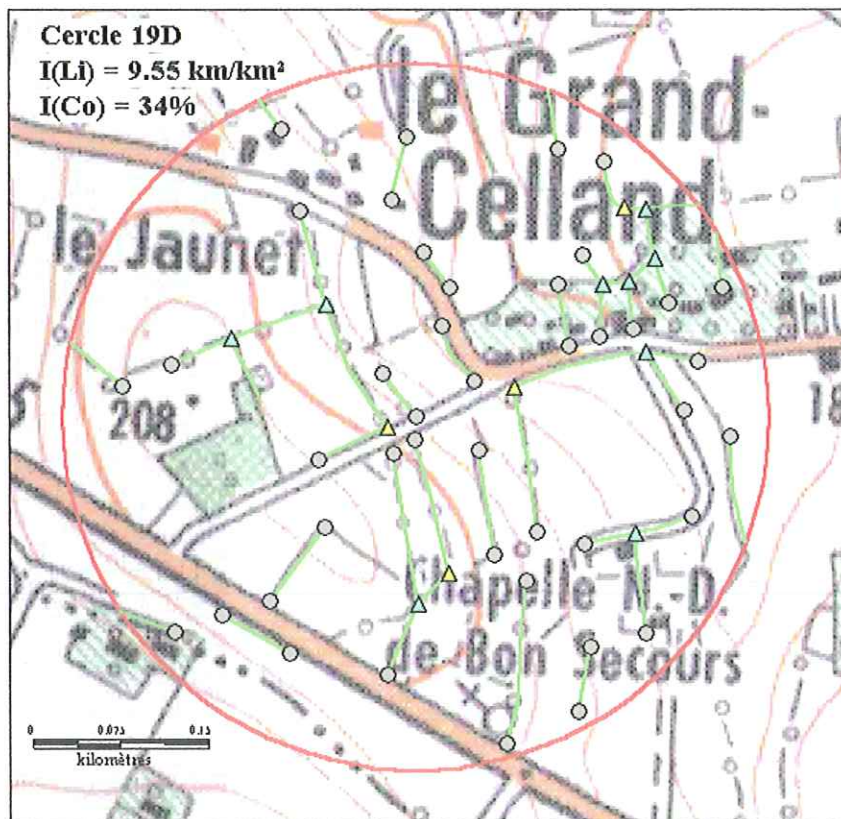 Cercle 19D
I(Li) = 9.55 km/km²
I(Co) = 34%
le Grand-
Celland
le Jaunet
208
18
Chapelle N.-D.
de Bon Secours
0 0.075 0.15
kilomètres